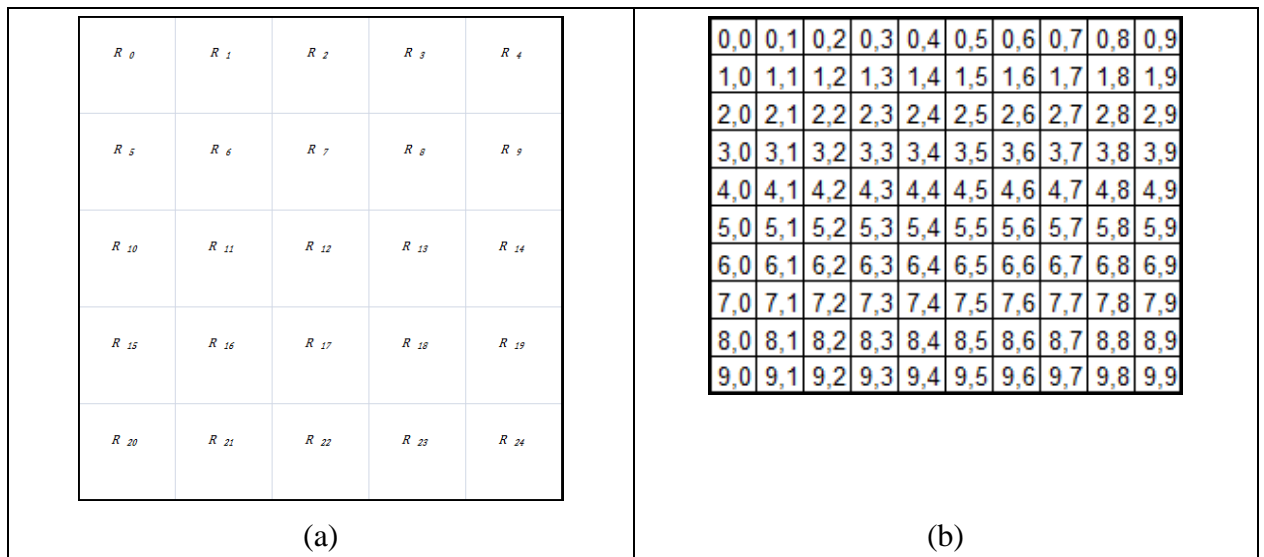 R 0 R 1 R 2 R 3 R 4
R 5 R 6 R 7 R 8 R 9
R 10 R 11 R 12 R 13 R 14
R 15 R 16 R 17 R 18 R 19
R 20 R 21 R 22 R 23 R 24
(a)
0,0 0,1 0,2 0,3 0,4 0,5 0,6 0,7 0,8 0,9
1,0 1,1 1,2 1,3 1,4 1,5 1,6 1,7 1,8 1,9
2,0 2,1 2,2 2,3 2,4 2,5 2,6 2,7 2,8 2,9
3,0 3,1 3,2 3,3 3,4 3,5 3,6 3,7 3,8 3,9
4,0 4,1 4,2 4,3 4,4 4,5 4,6 4,7 4,8 4,9
5,0 5,1 5,2 5,3 5,4 5,5 5,6 5,7 5,8 5,9
6,0 6,1 6,2 6,3 6,4 6,5 6,6 6,7 6,8 6,9
7,0 7,1 7,2 7,3 7,4 7,5 7,6 7,7 7,8 7,9
8,0 8,1 8,2 8,3 8,4 8,5 8,6 8,7 8,8 8,9
9,0 9,1 9,2 9,3 9,4 9,5 9,6 9,7 9,8 9,9
(b)